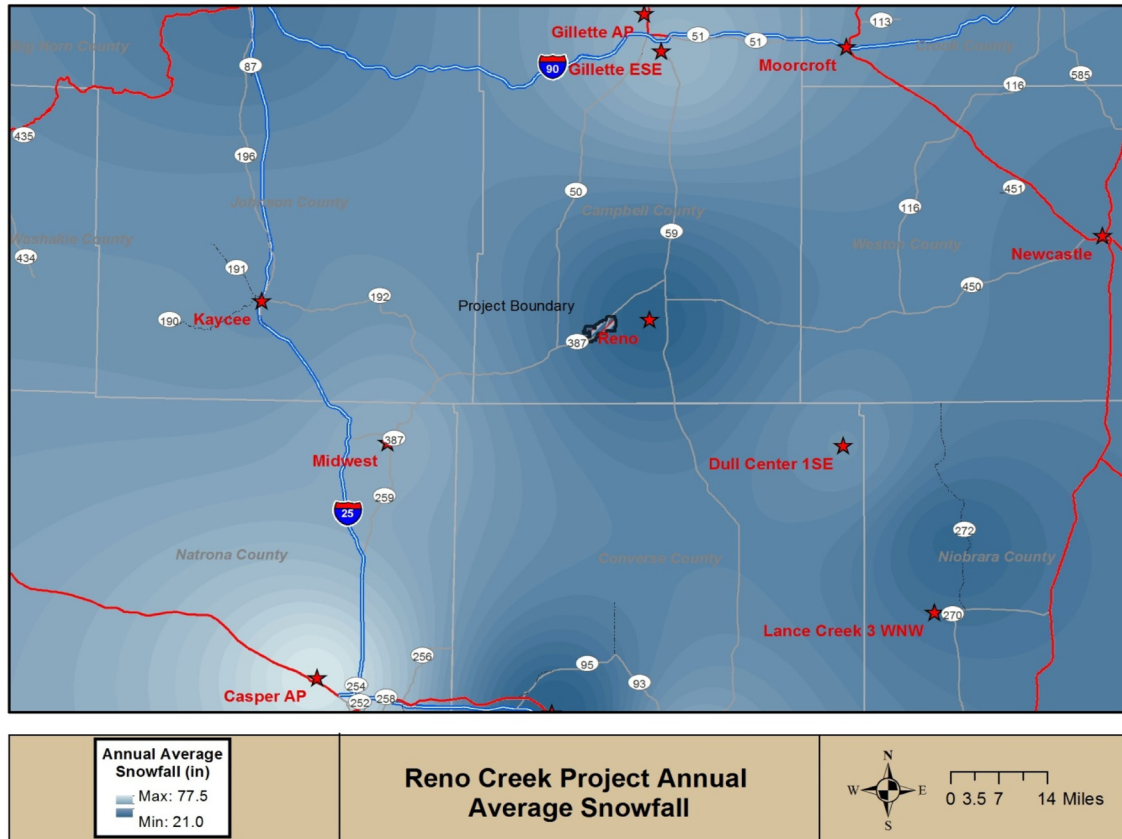 Gillette AP
51
51
113
Moorcroft
Crook County
Big Horn County
87
90
Gillette ESE
585
116
435
196
50
451
Johnson County
Campbell County
116
Washakie County
59
Weston County
Newcastle
434
191
192
450
190
Kaycee
Project Boundary
387
Reno
387
Midwest
Dull Center 1SE
259
25
272
Natrona County
Converse County
Niobrara County
270
Lance Creek 3 WNW
256
95
93
Casper AP
254
252
258
Annual Average
Snowfall (in)
Max: 77.5
Min: 21.0
Reno Creek Project Annual
Average Snowfall
N
W
E
S
0 3.5 7 14 Miles